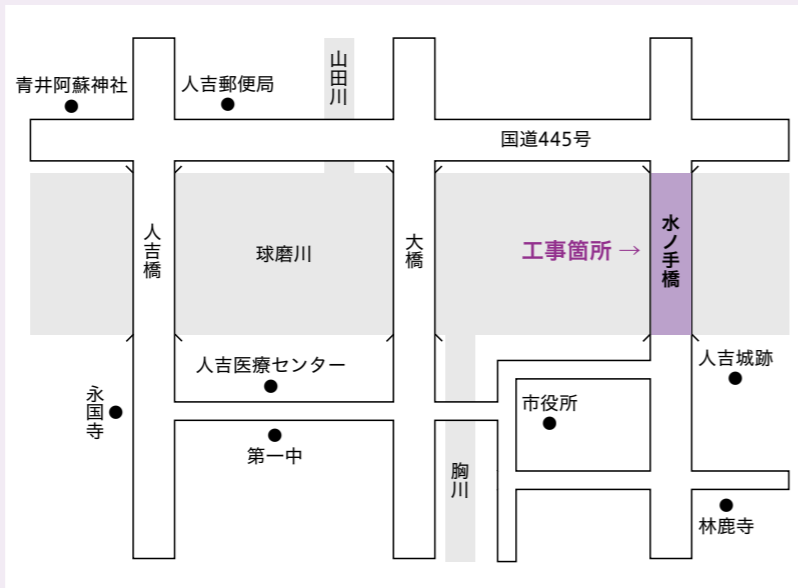 青井阿蘇神社
人吉郵便局
山田川
国道445号
人吉橋
球磨川
大橋
工事箇所→
水ノ手橋
人吉医療センター
人吉城跡
永国寺
市役所
第一中
胸川
林鹿寺